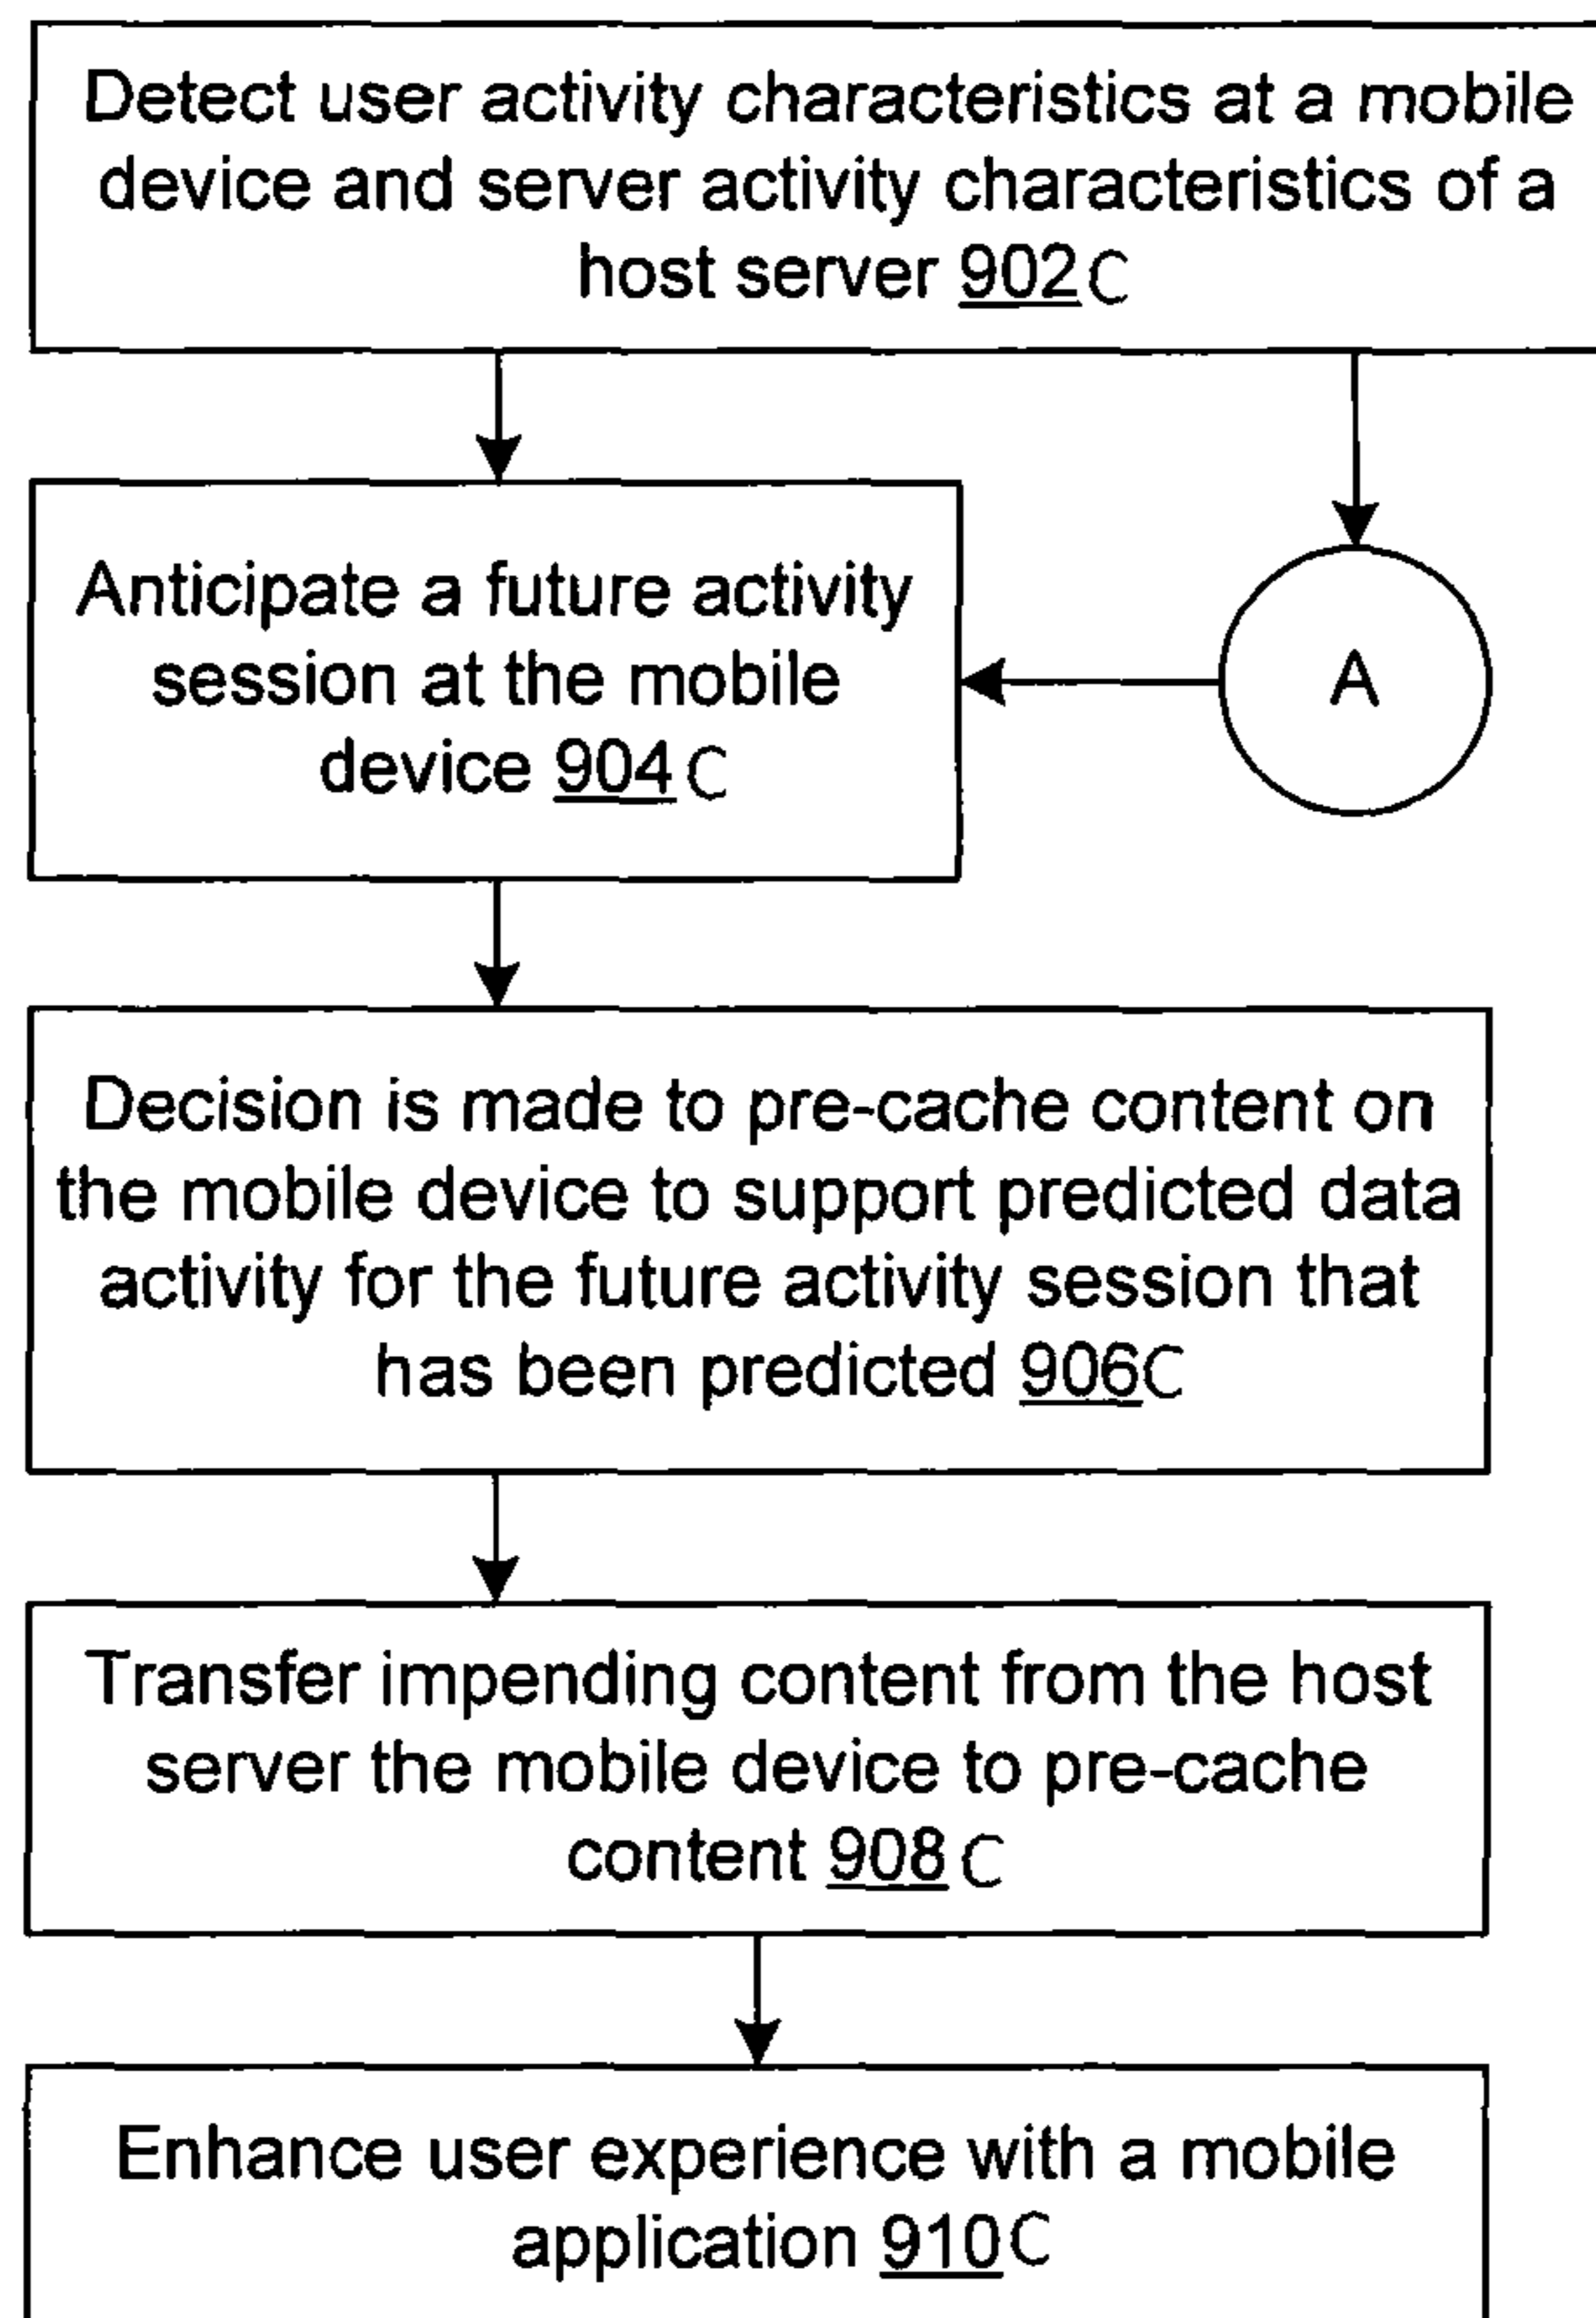 Detect user activity characteristics at a mobile
device and server activity characteristics of a
host server 902C
Anticipate a future activity
session at the mobile
device 904C
A
Decision is made to pre-cache content on
the mobile device to support predicted data
activity for the future activity session that
has been predicted 906C
Transfer impending content from the host
server the mobile device to pre-cache
content 908C
Enhance user experience with a mobile
application 910C